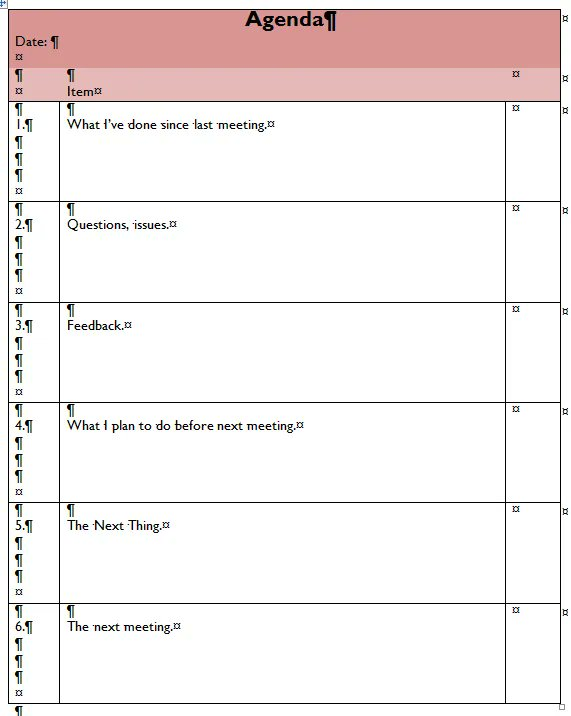 Agenda¶
Date: ¶
¤
¶ ¶ ¤
¤ Item¤
¶ ¶ ¤
1.¶ What I've done since last meeting.¤
¶
¶
¶
¤
¶ ¶ ¤
2.¶ Questions, issues.¤
¶
¶
¶
¤
¶ ¶ ¤
3.¶ Feedback.¤
¶
¶
¶
¤
¶ ¶ ¤
4.¶ What I plan to do before next meeting.¤
¶
¶
¶
¤
¶ ¶ ¤
5.¶ The Next Thing.¤
¶
¶
¶
¤
¶ ¶ ¤
6.¶ The next meeting.¤
¶
¶
¶
¤
¶